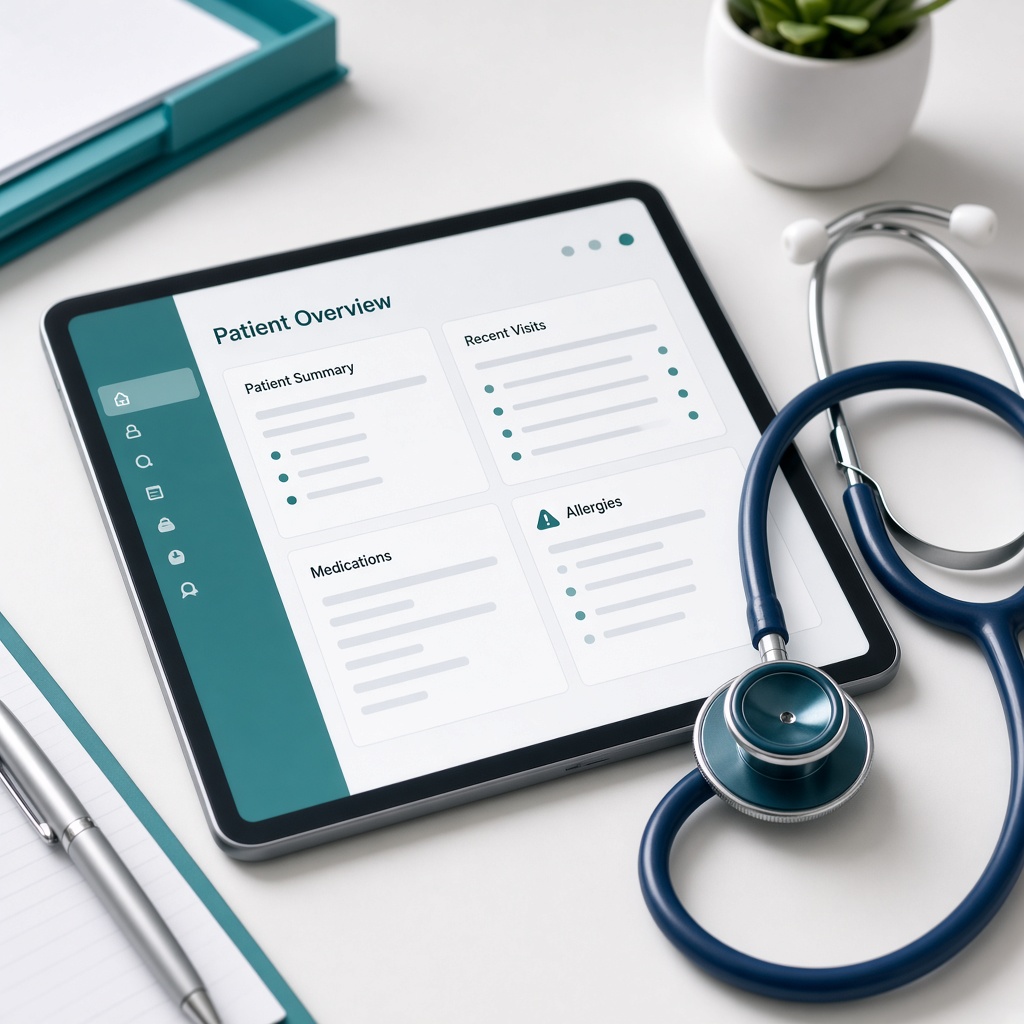 Patient Overview
Patient Summary
Recent Visits
Medications
Allergies